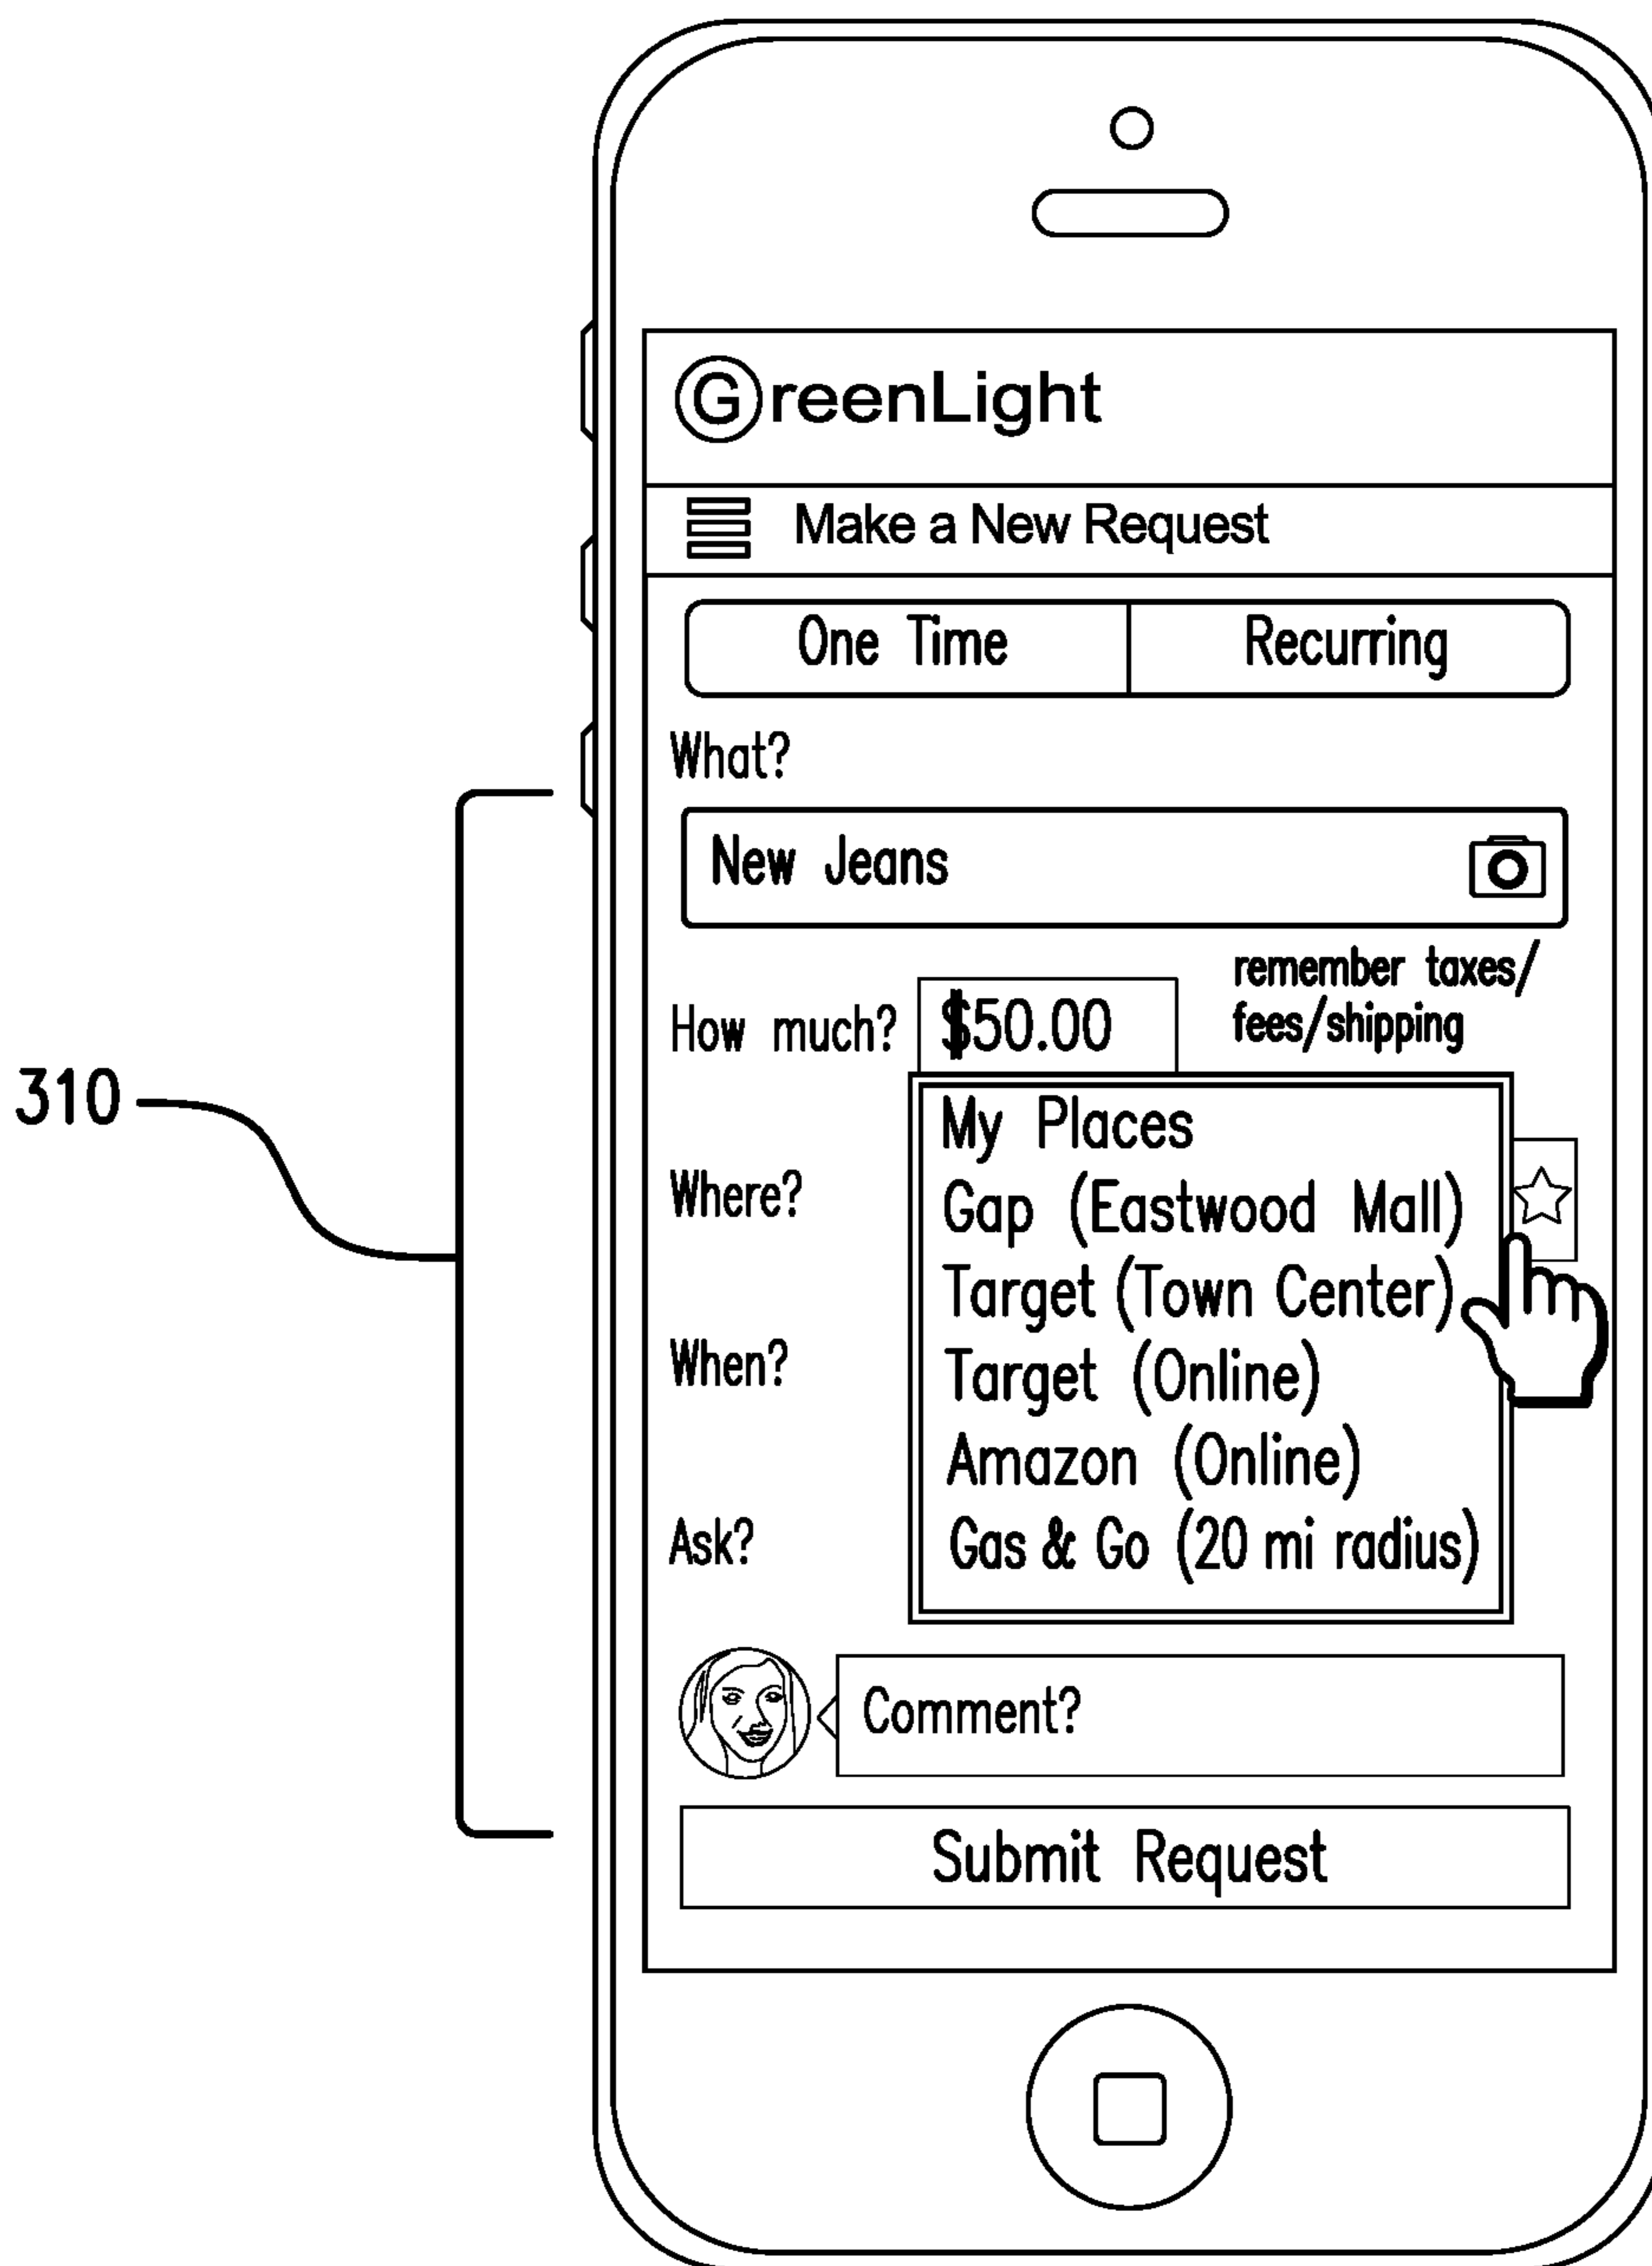 GreenLight
Make a New Request
One Time Recurring
What?
New Jeans
remember taxes/
fees/shipping
How much? $50.00
310
My Places
Where?
Gap (Eastwood Mall)
Target (Town Center)
When?
Target (Online)
Amazon (Online)
Ask?
Gas & Go (20 mi radius)
Comment?
Submit Request